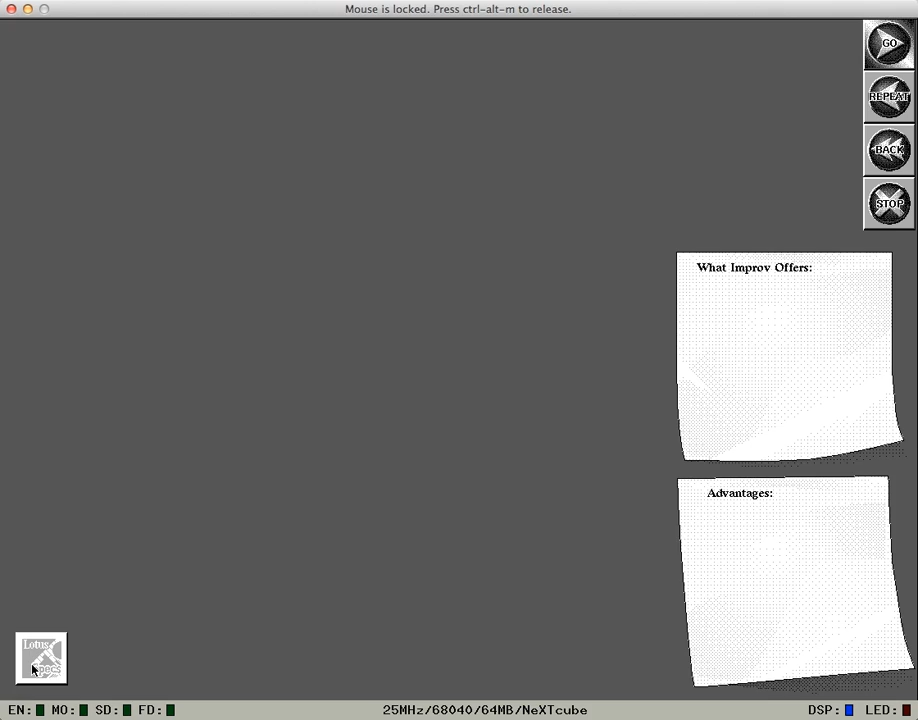 Mouse is locked. Press ctrl-alt-m to release.
GO
REPEAT
BACK
STOP
What Improv Offers:
Advantages:
Lotus
EN: MO: SD: FD: 25MHz/68040/64MB/NeXTcube DSP: LED: